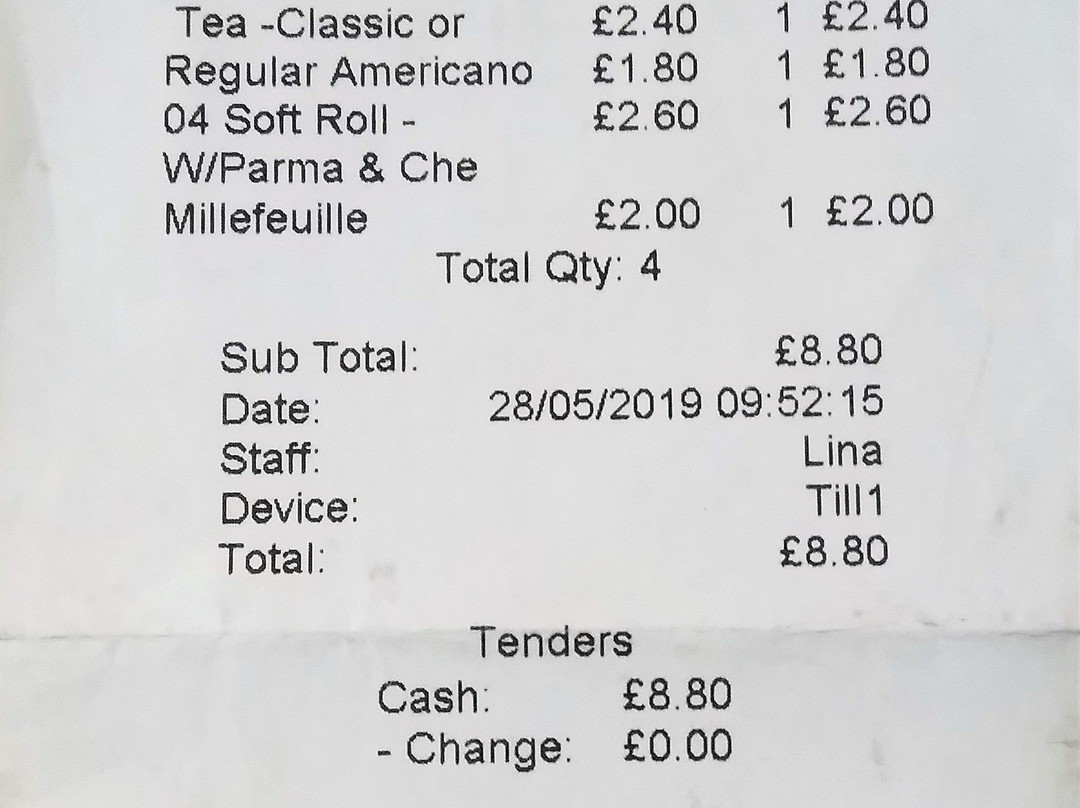 Tea -Classic or £2.40 1 £2.40
Regular Americano £1.80 1 £1.80
04 Soft Roll - £2.60 1 £2.60
W/Parma & Che
Millefeuille £2.00 1 £2.00
Total Qty: 4
Sub Total: £8.80
Date: 28/05/2019 09:52:15
Staff: Lina
Device: Till1
Total: £8.80
Tenders
Cash: £8.80
- Change: £0.00